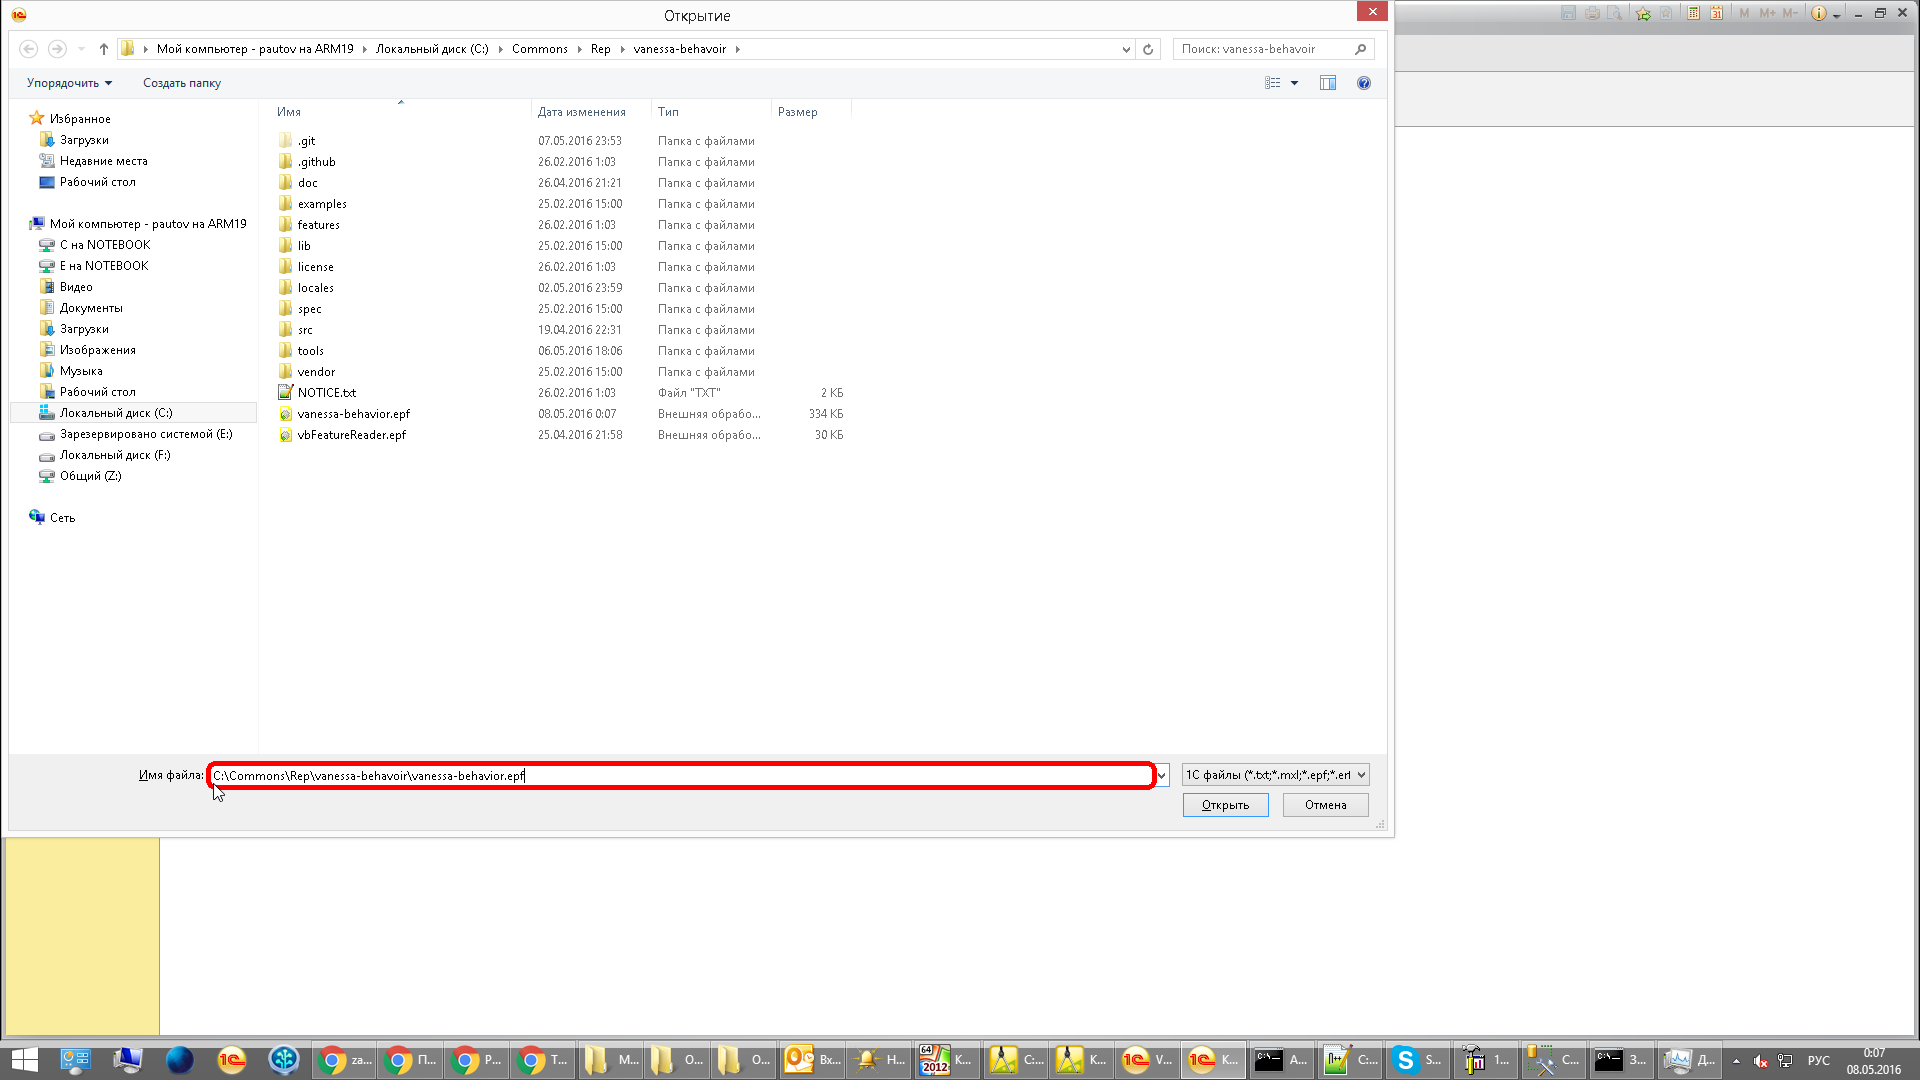 Открытие
Мой компьютер - pautov на ARM19 Локальный диск (C:) Commons Rep vanessa-behavoir
Поиск: vanessa-behavoir
M M+ M-
31
Упорядочить Создать папку
Имя Дата изменения Тип Размер
Избранное
Загрузки
Недавние места
Рабочий стол
Мой компьютер - pautov на ARM19
C на NOTEBOOK
E на NOTEBOOK
Видео
Документы
Загрузки
Изображения
Музыка
Рабочий стол
Локальный диск (C:)
Зарезервировано системой (E:)
Локальный диск (F:)
Общий (Z:)
Сеть
.git 07.05.2016 23:53 Папка с файлами
.github 26.02.2016 1:03 Папка с файлами
doc 26.04.2016 21:21 Папка с файлами
examples 25.02.2016 15:00 Папка с файлами
features 26.02.2016 1:03 Папка с файлами
lib 25.02.2016 15:00 Папка с файлами
license 26.02.2016 1:03 Папка с файлами
locales 02.05.2016 23:59 Папка с файлами
spec 25.02.2016 15:00 Папка с файлами
src 19.04.2016 22:31 Папка с файлами
tools 06.05.2016 18:06 Папка с файлами
vendor 25.02.2016 15:00 Папка с файлами
NOTICE.txt 26.02.2016 1:03 Файл "TXT" 2 КБ
vanessa-behavior.epf 08.05.2016 0:07 Внешняя обрабо... 334 КБ
vbFeatureReader.epf 25.04.2016 21:58 Внешняя обрабо... 30 КБ
Имя файла: C:\Commons\Rep\vanessa-behavoir\vanessa-behavior.epf
1С файлы (*.txt;*.mxl;*.epf;*.erl
Открыть Отмена
za... П... P... T... M... О... О... Вх... Н... К... C:... К... V... К... A... C:... S... 1... С... З... Д...
64 2012
РУС
0:07
08.05.2016